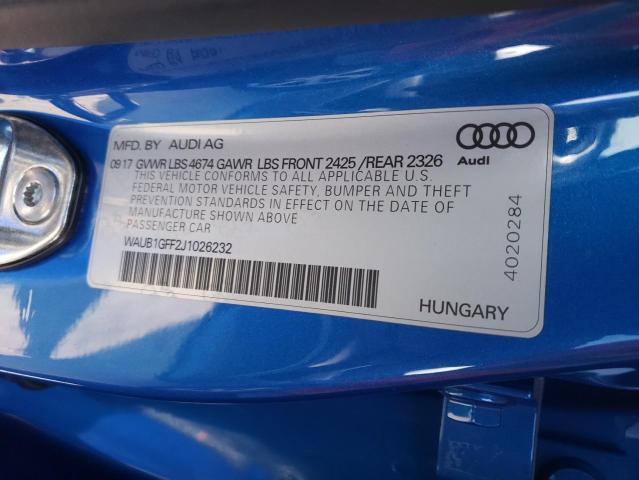 MFD. BY AUDI AG
09.17 GVWR LBS 4674 GAWR LBS FRONT 2425 /REAR 2326
Audi
THIS VEHICLE CONFORMS TO ALL APPLICABLE U.S.
FEDERAL MOTOR VEHICLE SAFETY, BUMPER AND THEFT
PREVENTION STANDARDS IN EFFECT ON THE DATE OF
MANUFACTURE SHOWN ABOVE
PASSENGER CAR
WAUB1GFF2J1026232
4020284
HUNGARY